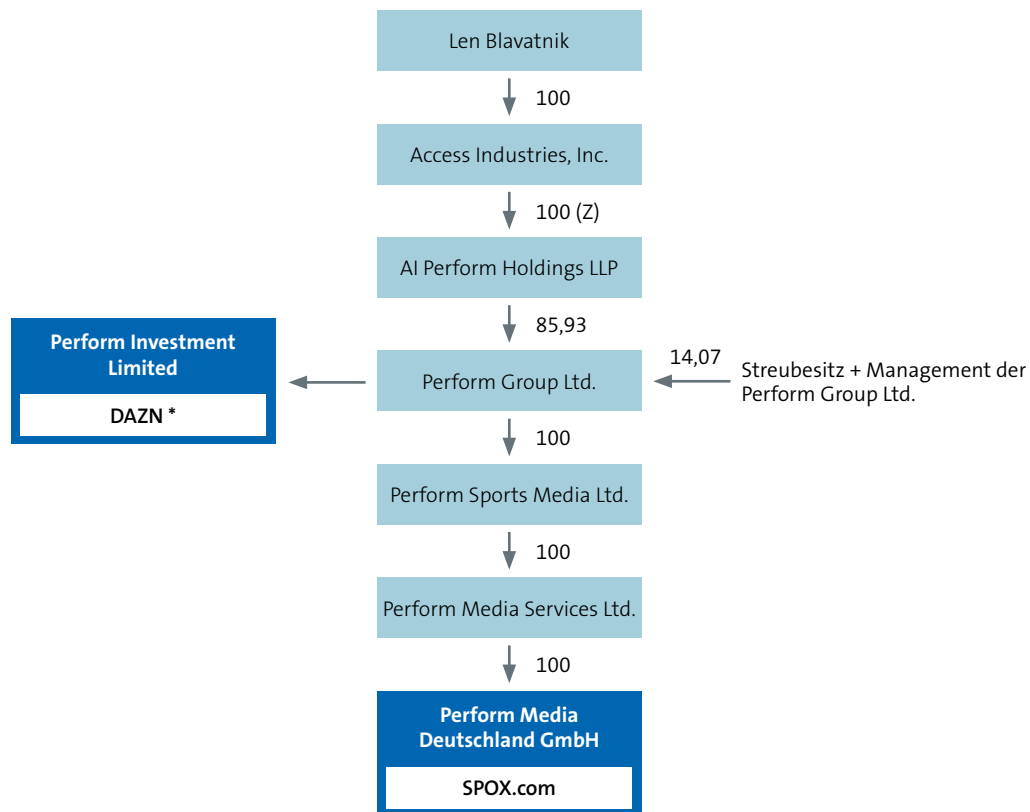 Len Blavatnik
100
Access Industries, Inc.
100 (Z)
AI Perform Holdings LLP
85,93
Perform Investment
Limited
DAZN *
Perform Group Ltd.
14,07
Streubesitz + Management der
Perform Group Ltd.
100
Perform Sports Media Ltd.
100
Perform Media Services Ltd.
100
Perform Media
Deutschland GmbH
SPOX.com